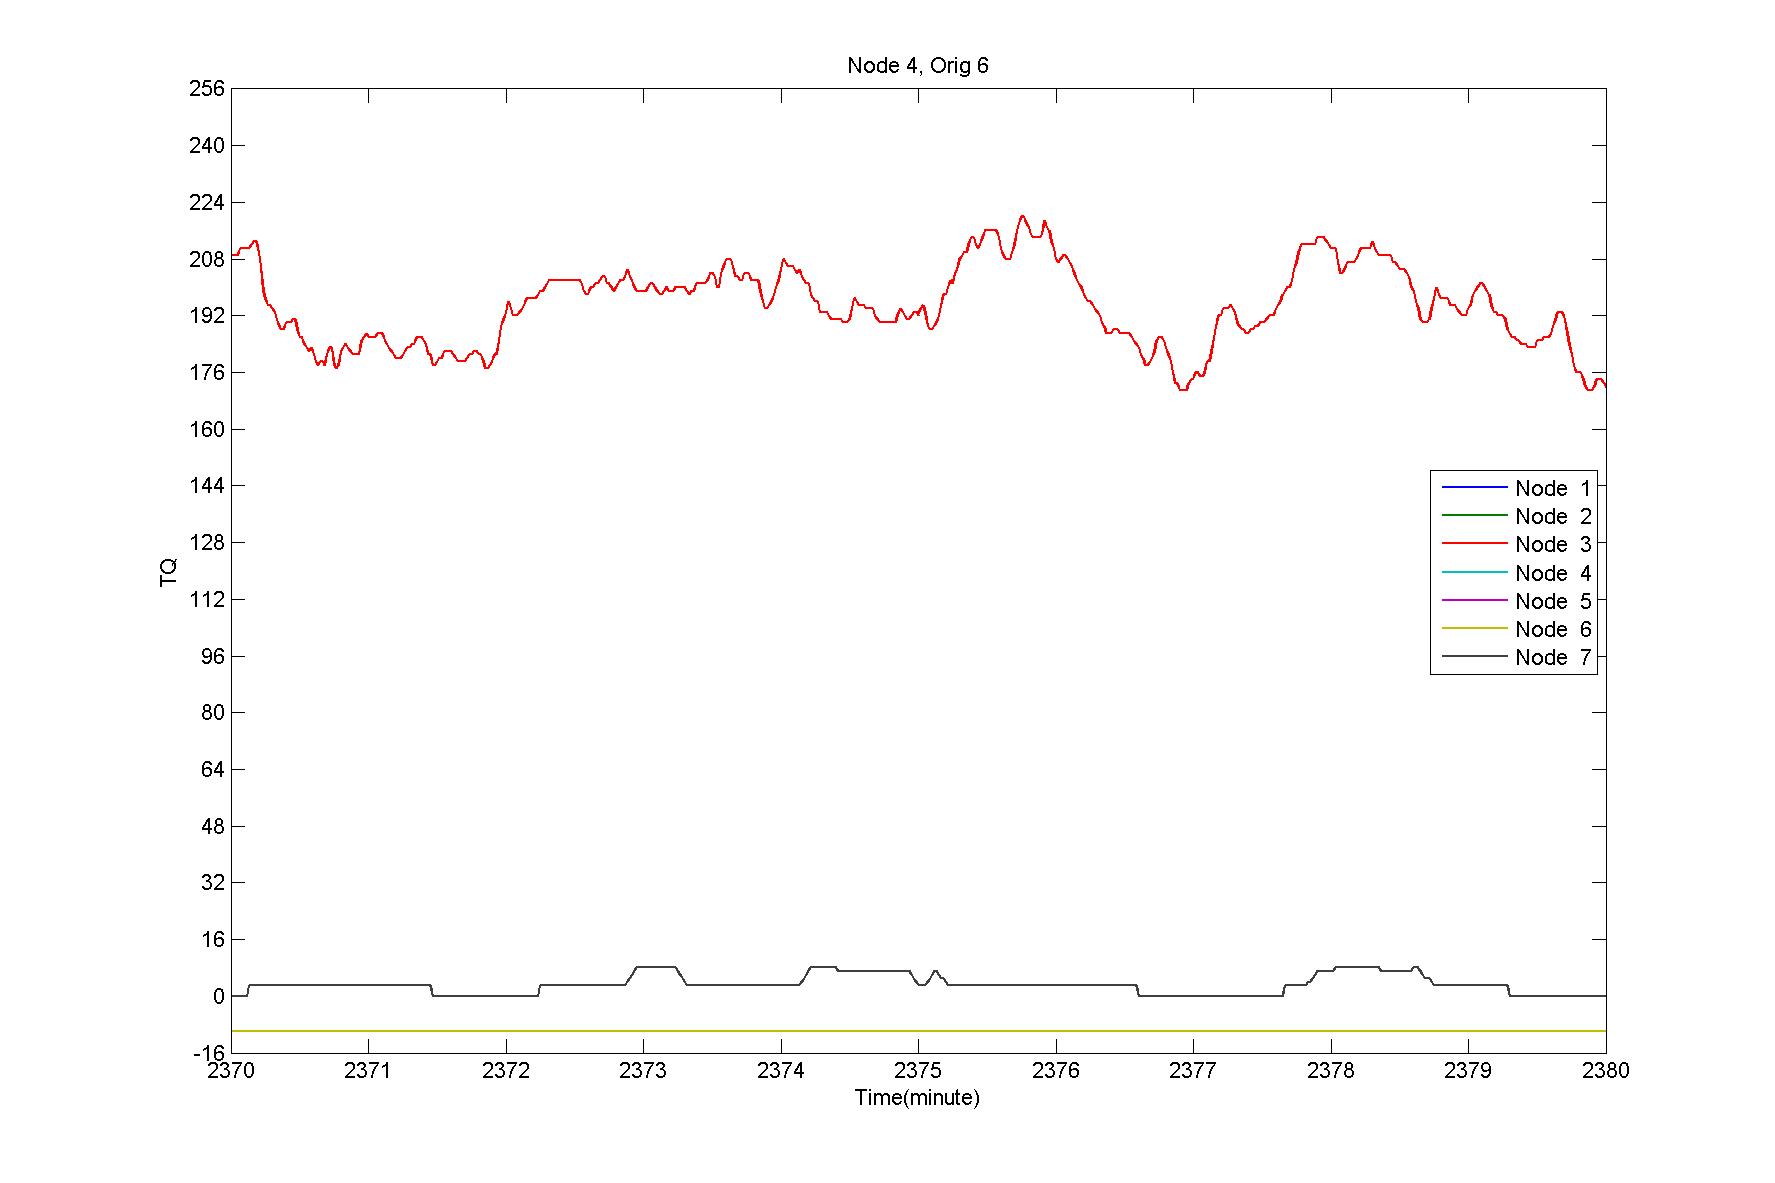 Node 4, Orig 6
256
240
224
208
192
176
160
144
128
112
96
80
64
48
32
16
0
-16
TQ
Node 1
Node 2
Node 3
Node 4
Node 5
Node 6
Node 7
2370 2371 2372 2373 2374 2375 2376 2377 2378 2379 2380
Time(minute)